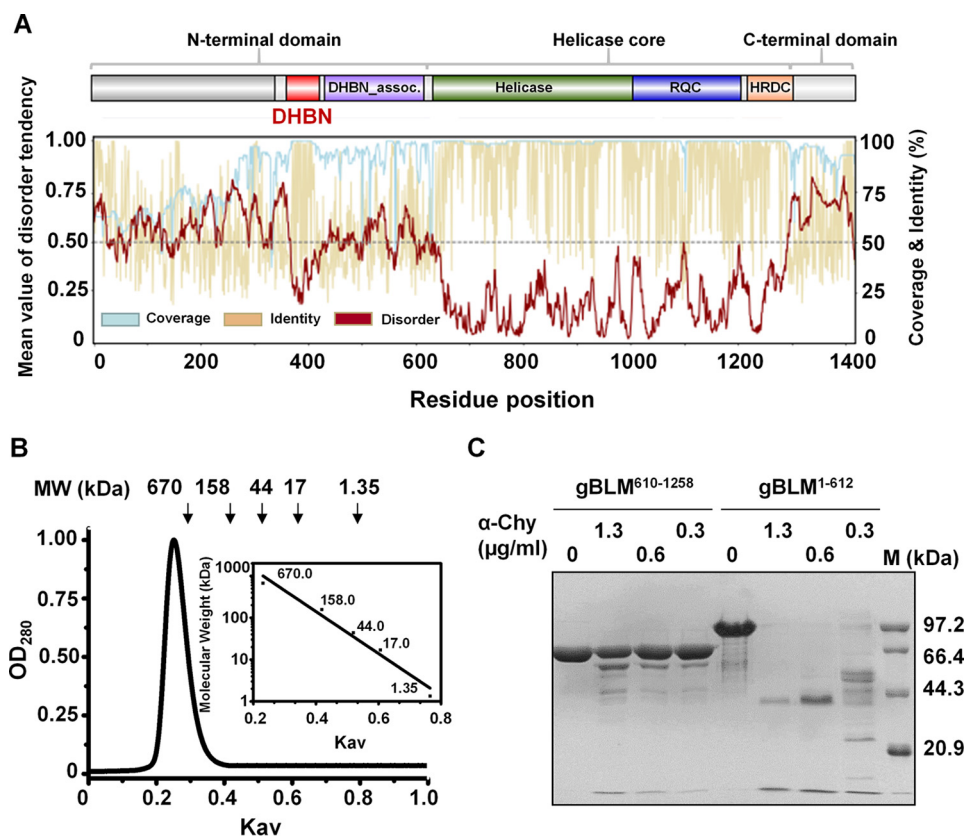 A
N-terminal domain
Helicase core
C-terminal domain
DHBN_assoc.
Helicase
RQC
HRDC
DHBN
Mean value of disorder tendency
1.00
0.75
0.50
0.25
0
Coverage
Identity
Disorder
100
75
50
25
0
Coverage & Identity (%)
0 200 400 600 800 1000 1200 1400
Residue position
B
MW (kDa) 670 158 44 17 1.35
OD280
1.00
0.75
0.50
0.25
0
0 0.2 0.4 0.6 0.8 1.0
Kav
Molecular Weight (kDa)
1000
100
10
1
670.0
158.0
44.0
17.0
1.35
0.2 0.4 0.6 0.8
Kav
C
gBLM610-1258 gBLM1-612
α-Chy 1.3 0.3 1.3 0.3
(µg/ml) 0 0.6 0 0.6 M (kDa)
97.2
66.4
44.3
20.9